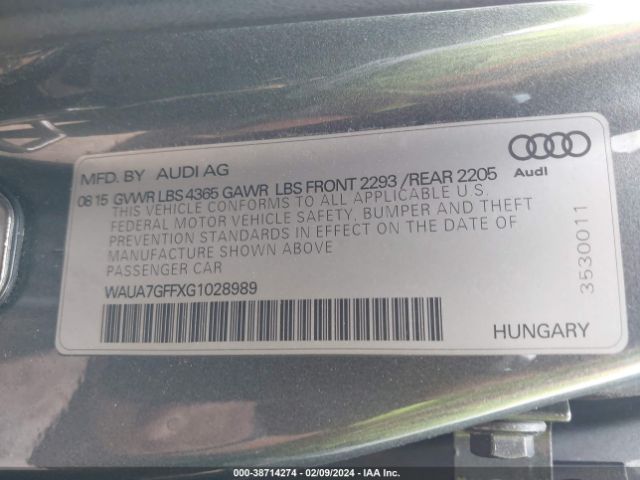 MFD. BY AUDI AG
Audi
08 15 GVWR LBS 4365 GAWR LBS FRONT 2293 /REAR 2205
THIS VEHICLE CONFORMS TO ALL APPLICABLE U.S.
FEDERAL MOTOR VEHICLE SAFETY, BUMPER AND THEFT
PREVENTION STANDARDS IN EFFECT ON THE DATE OF
MANUFACTURE SHOWN ABOVE
PASSENGER CAR
WAUA7GFFXG1028989
3530011
HUNGARY
000-38714274 - 02/09/2024 - IAA Inc.